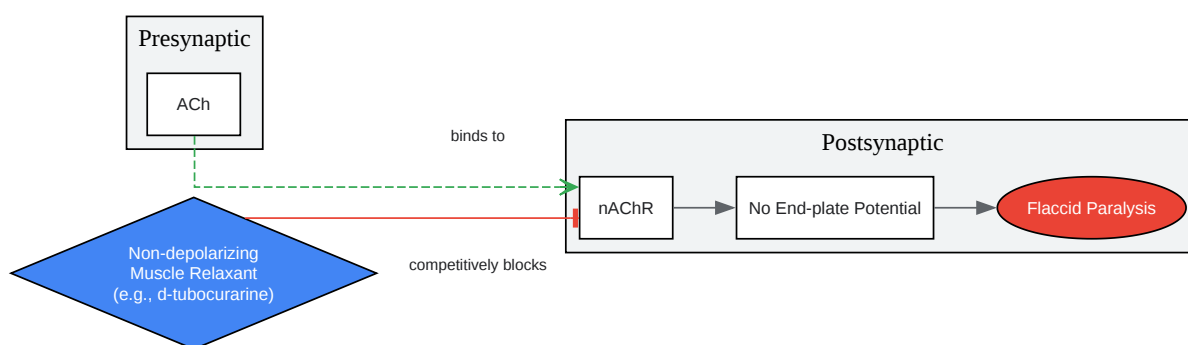 Presynaptic
ACh
binds to
Postsynaptic
nAChR
No End-plate Potential
Flaccid Paralysis
Non-depolarizing
Muscle Relaxant
(e.g., d-tubocurarine)
competitively blocks